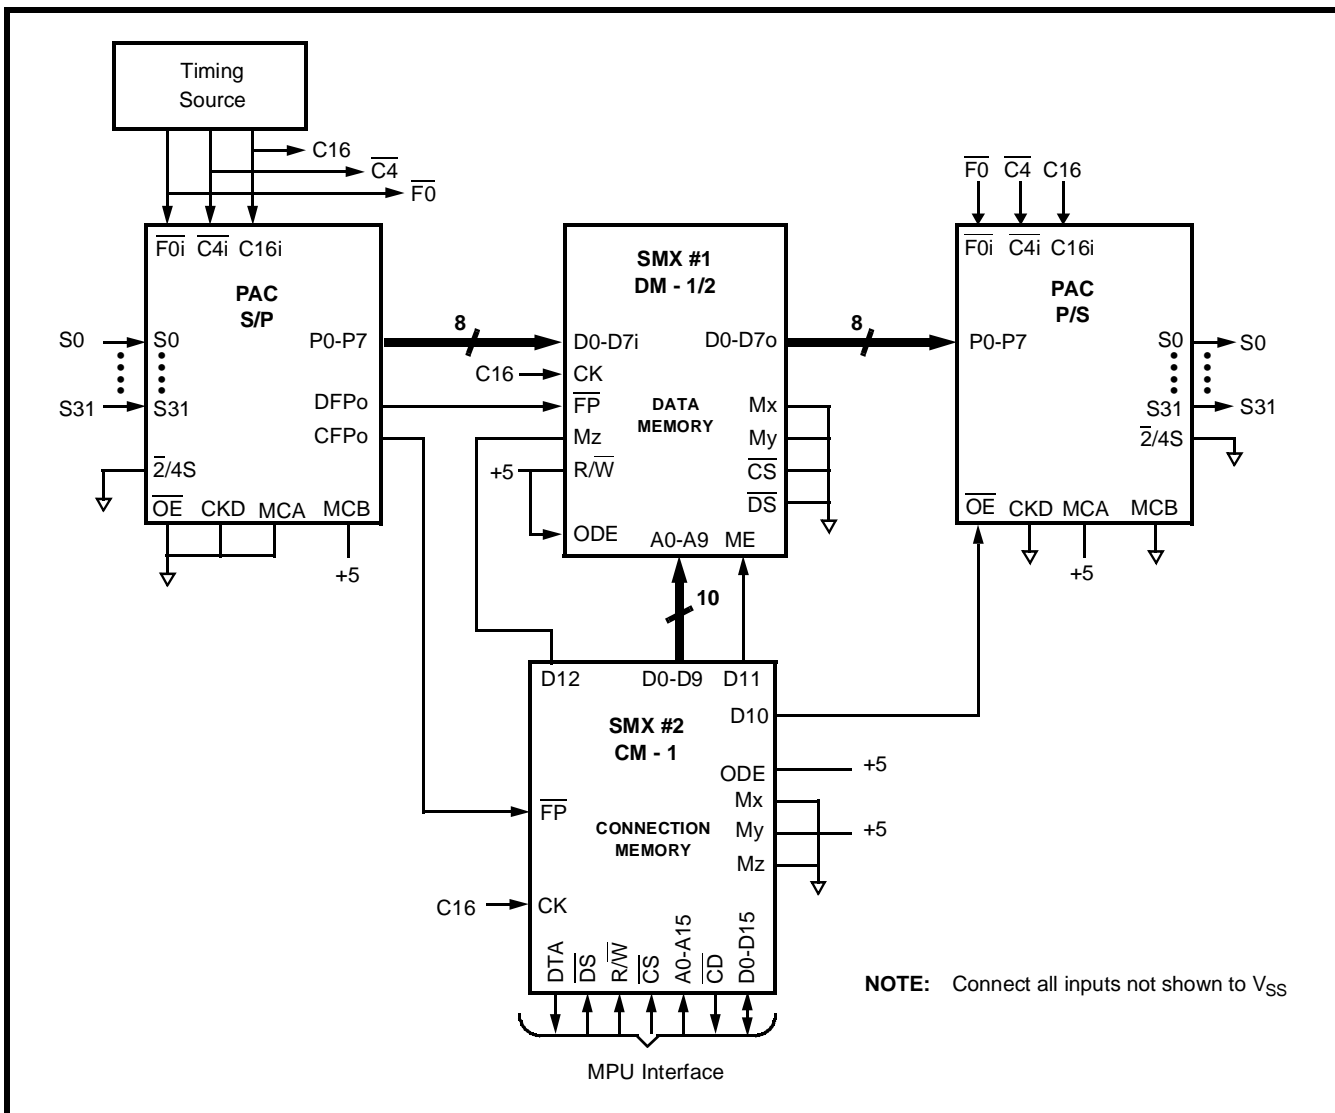 Timing
Source
C16
C4
F0
F0 C4 C16
F0i C4i C16i
PAC
S/P
S0
S0
S31
S31
P0-P7
DFPo
CFPo
2/4S
OE CKD MCA MCB
+5
8
SMX #1
DM - 1/2
D0-D7i
D0-D7o
C16
CK
FP
DATA
MEMORY
Mx
Mz
My
+5
R/W
CS
DS
ODE
A0-A9 ME
8
F0i C4i C16i
PAC
P/S
P0-P7
S0
S0
S31
S31
2/4S
OE CKD MCA MCB
+5
10
D12 D0-D9 D11
D10
SMX #2
CM - 1
ODE
+5
Mx
FP
My
+5
CONNECTION
MEMORY
Mz
C16
CK
DTA DS R/W CS A0-A15 CD D0-D15
MPU Interface
NOTE: Connect all inputs not shown to VSS